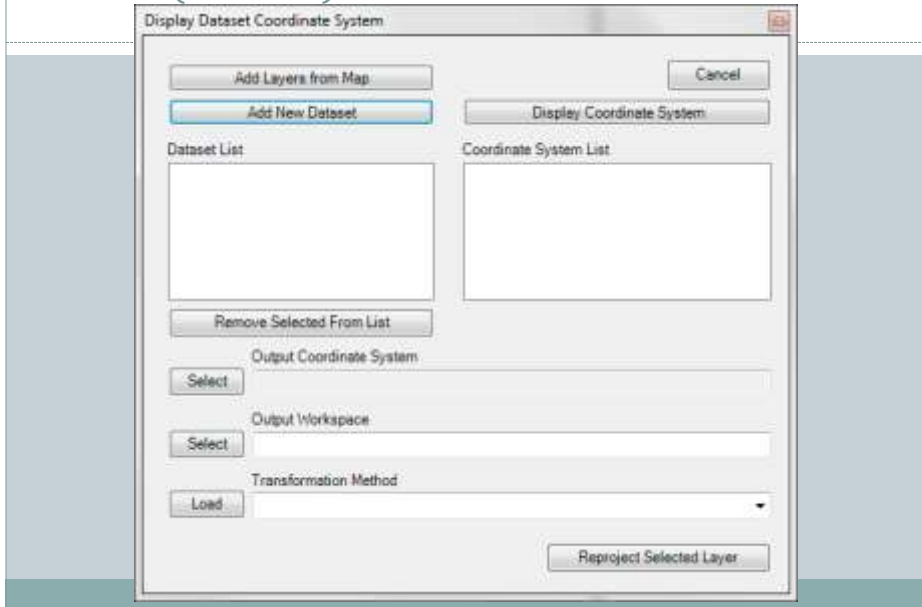 Display Dataset Coordinate System
Add Layers from Map
Cancel
Add New Dataset
Display Coordinate System
Dataset List
Coordinate System List
Remove Selected From List
Output Coordinate System
Select
Output Workspace
Select
Transformation Method
Load
Reproject Selected Layer